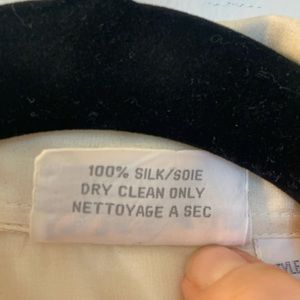 100% SILK/SOIE
DRY CLEAN ONLY
NETTOYAGE A SEC